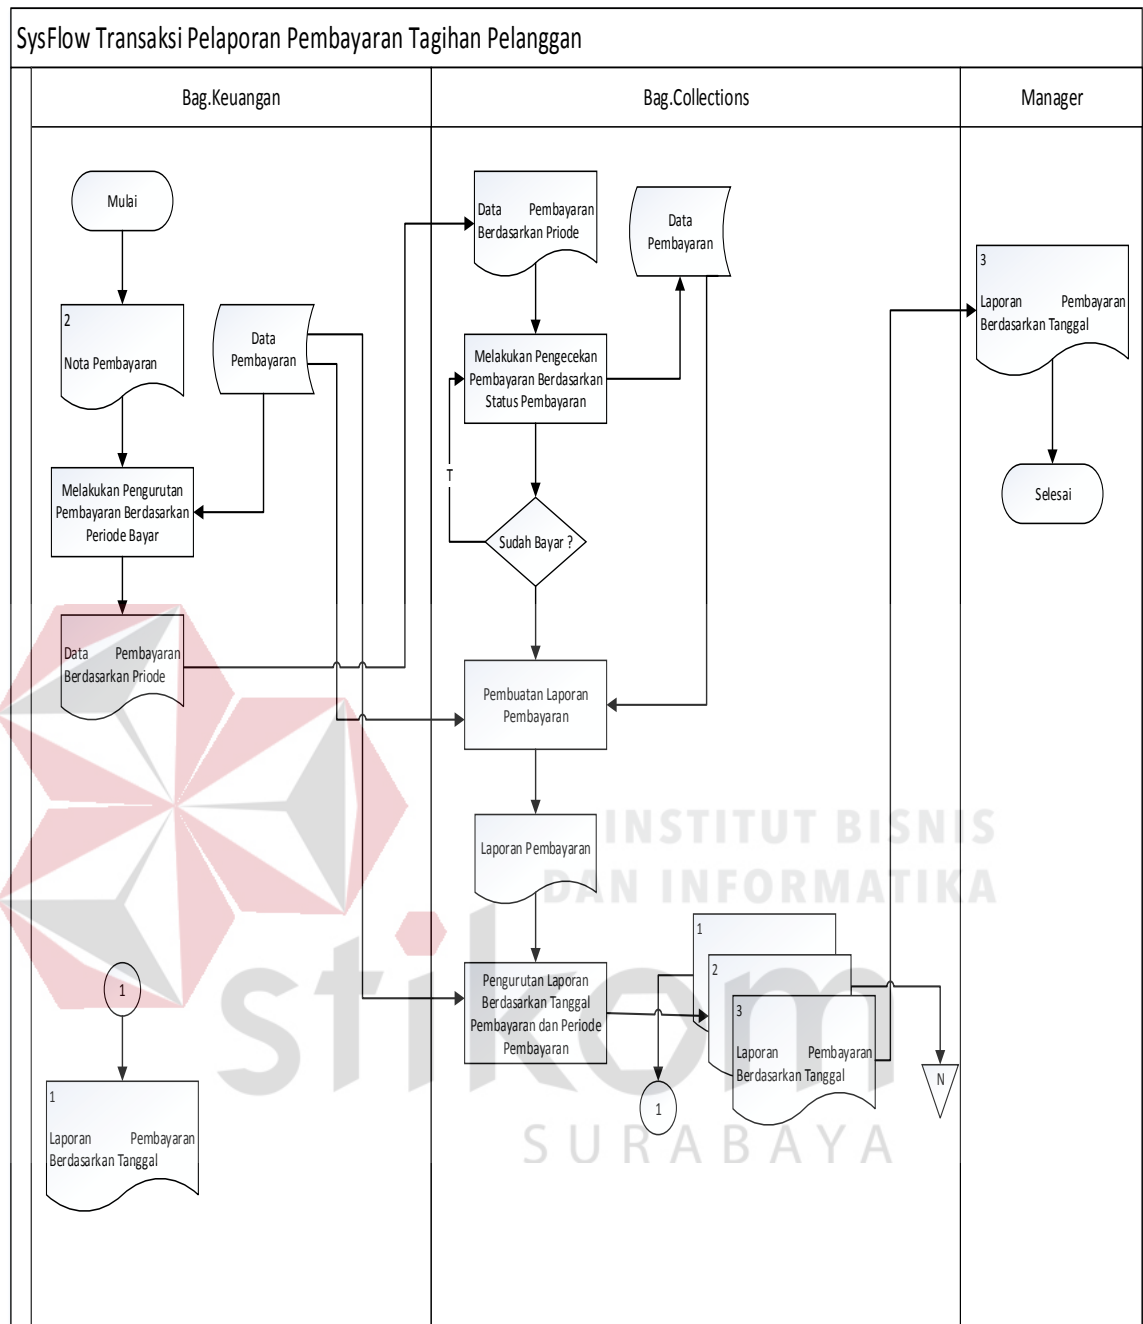 SysFlow Transaksi Pelaporan Pembayaran Tagihan Pelanggan
Bag.Keuangan
Bag.Collections
Manager
Mulai
2
Nota Pembayaran
Data
Pembayaran
Melakukan Pengurutan
Pembayaran Berdasarkan
Periode Bayar
Data Pembayaran
Berdasarkan Priode
1
1
Laporan Pembayaran
Berdasarkan Tanggal
Data Pembayaran
Berdasarkan Priode
Data
Pembayaran
Melakukan Pengecekan
Pembayaran Berdasarkan
Status Pembayaran
T
Sudah Bayar ?
Pembuatan Laporan
Pembayaran
Laporan Pembayaran
Pengurutan Laporan
Berdasarkan Tanggal
Pembayaran dan Periode
Pembayaran
1
2
3
Laporan Pembayaran
Berdasarkan Tanggal
1
N
3
Laporan Pembayaran
Berdasarkan Tanggal
Selesai
INSTITUT BISNIS
DAN INFORMATIKA
stikom
SURABAYA